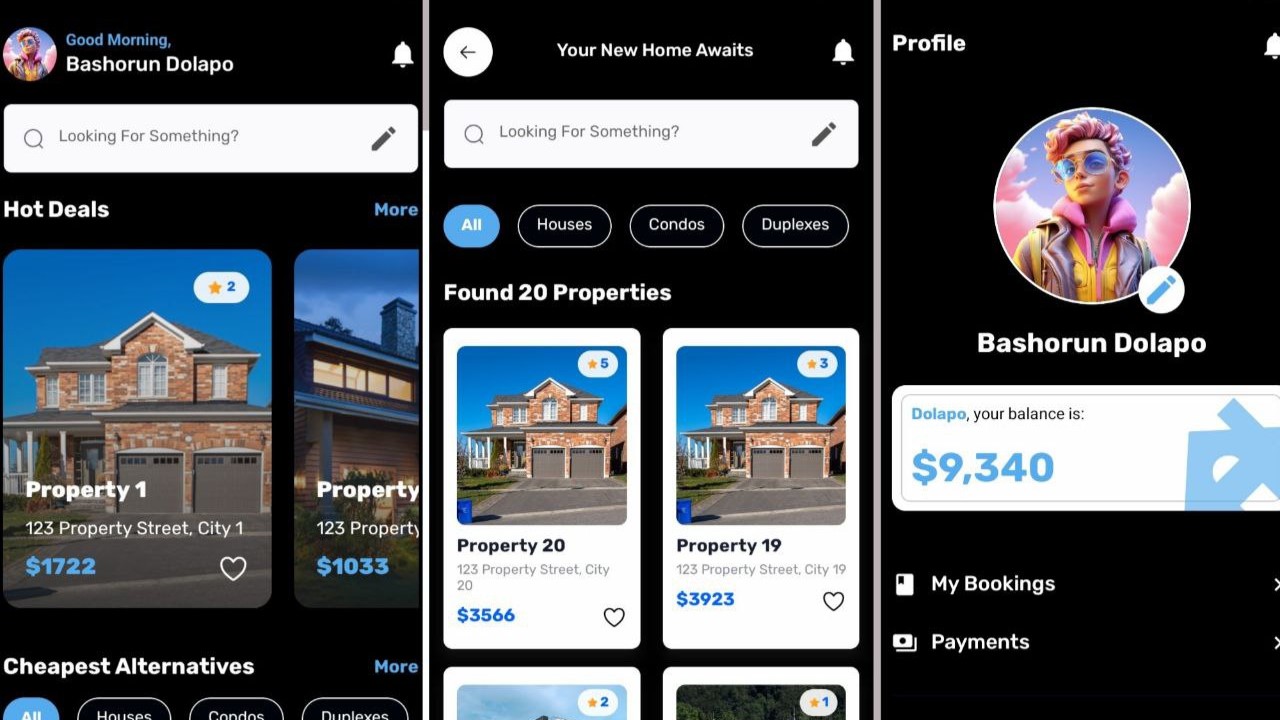 Good Morning,
Bashorun Dolapo
Looking For Something?
Hot Deals
More
2
Property 1
123 Property Street, City 1
$1722
Property
123 Property
$1033
Cheapest Alternatives
More
All
Houses
Condos
Duplexes
Your New Home Awaits
Looking For Something?
All
Houses
Condos
Duplexes
Found 20 Properties
5
Property 20
123 Property Street, City
20
$3566
3
Property 19
123 Property Street, City 19
$3923
2
1
Profile
Bashorun Dolapo
Dolapo, your balance is:
$9,340
My Bookings
Payments